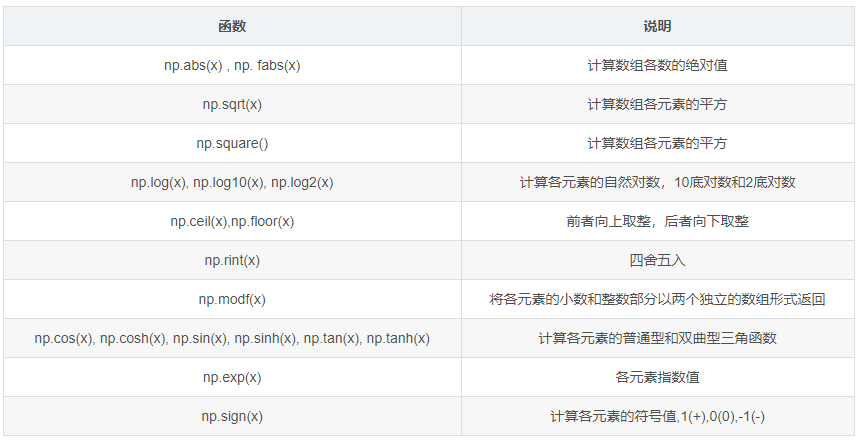 函数 说明
np.abs(x) , np. fabs(x) 计算数组各数的绝对值
np.sqrt(x) 计算数组各元素的平方
np.square() 计算数组各元素的平方
np.log(x), np.log10(x), np.log2(x) 计算各元素的自然对数，10底对数和2底对数
np.ceil(x),np.floor(x) 前者向上取整，后者向下取整
np.rint(x) 四舍五入
np.modf(x) 将各元素的小数和整数部分以两个独立的数组形式返回
np.cos(x), np.cosh(x), np.sin(x), np.sinh(x), np.tan(x), np.tanh(x) 计算各元素的普通型和双曲型三角函数
np.exp(x) 各元素指数值
np.sign(x) 计算各元素的符号值,1(+),0(0),-1(-)